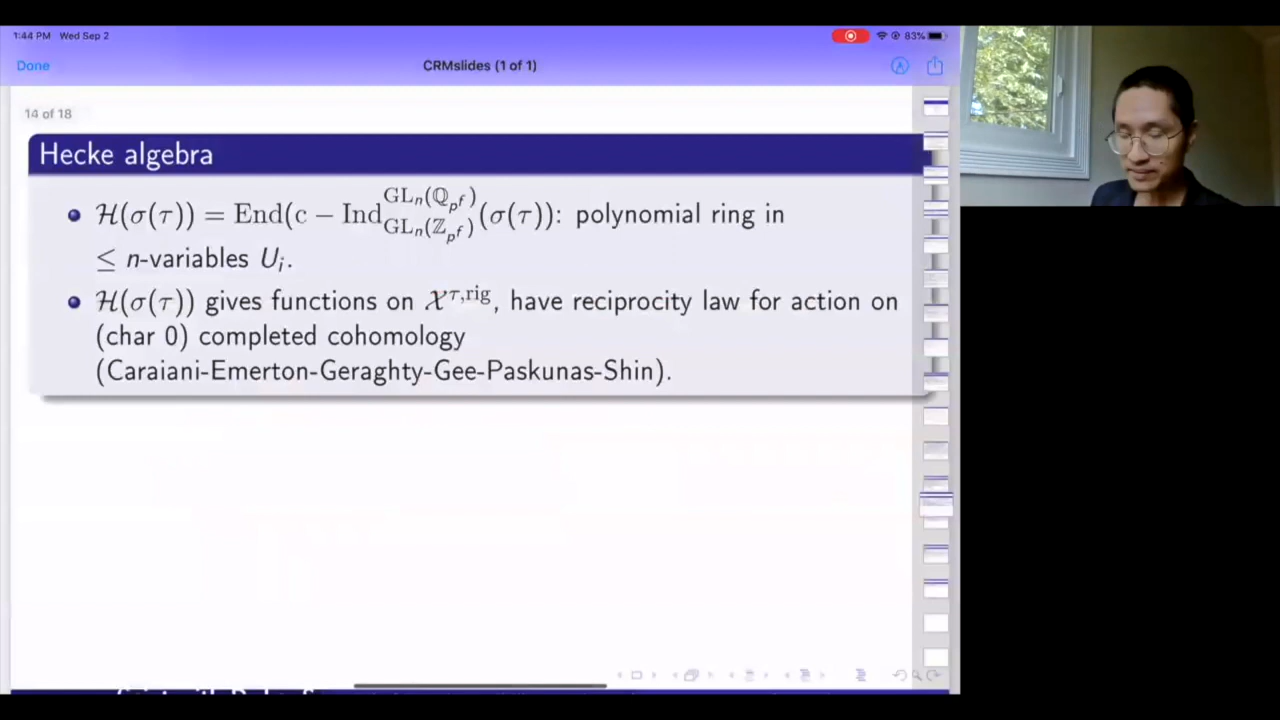 1:44 PM Wed Sep 2
83%
Done
CRMslides (1 of 1)
14 of 18
Hecke algebra
ℋ(σ(τ)) = End(c − Ind_{GL_n(ℤ_{p^f})}^{GL_n(ℚ_{p^f})}(σ(τ)): polynomial ring in
≤ n-variables U_i.
ℋ(σ(τ)) gives functions on 𝒳^{τ,rig}, have reciprocity law for action on
(char 0) completed cohomology
(Caraiani-Emerton-Geraghty-Gee-Paskunas-Shin).